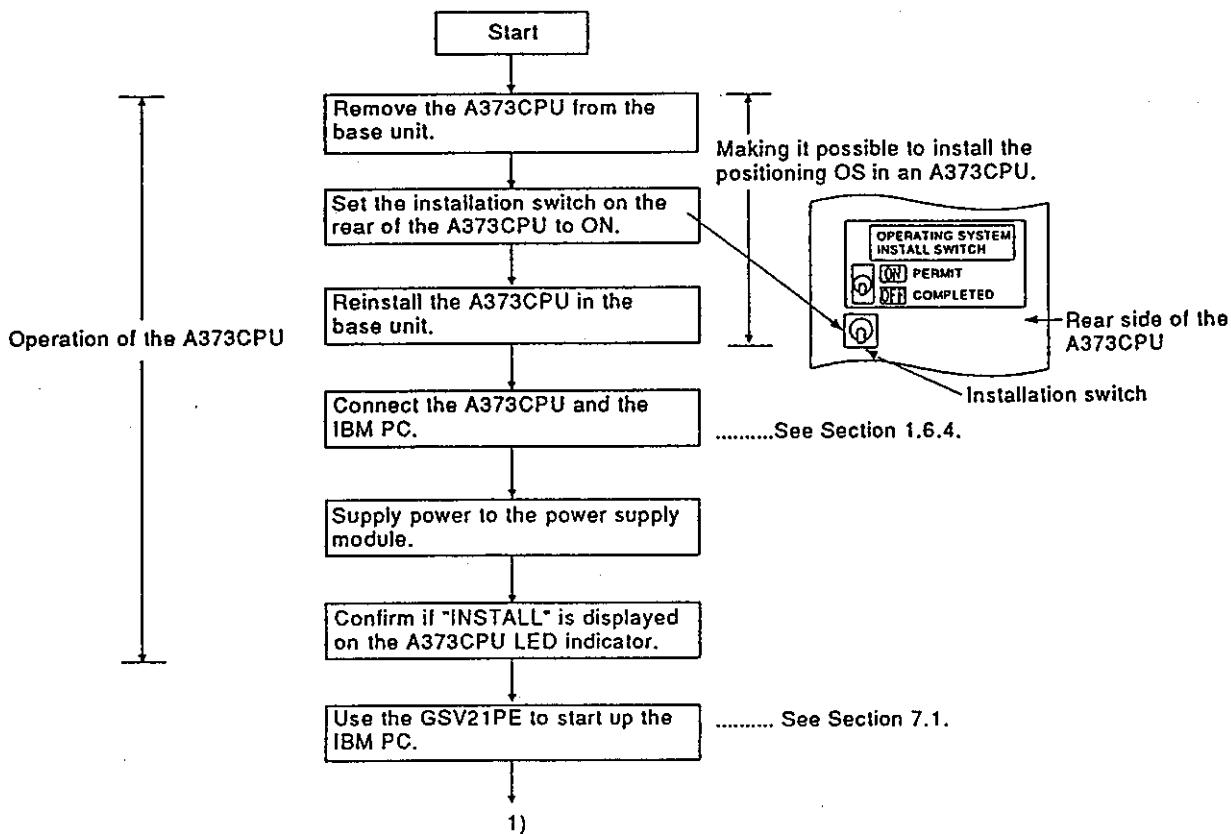 Start
Remove the A373CPU from the
base unit.
Making it possible to install the
positioning OS in an A373CPU.
Set the installation switch on the
rear of the A373CPU to ON.
OPERATING SYSTEM
INSTALL SWITCH
ON PERMIT
OFF COMPLETED
Reinstall the A373CPU in the
base unit.
Operation of the A373CPU
Rear side of the
A373CPU
Installation switch
Connect the A373CPU and the
IBM PC.
..........See Section 1.6.4.
Supply power to the power supply
module.
Confirm if "INSTALL" is displayed
on the A373CPU LED indicator.
Use the GSV21PE to start up the
IBM PC.
.......... See Section 7.1.
1)